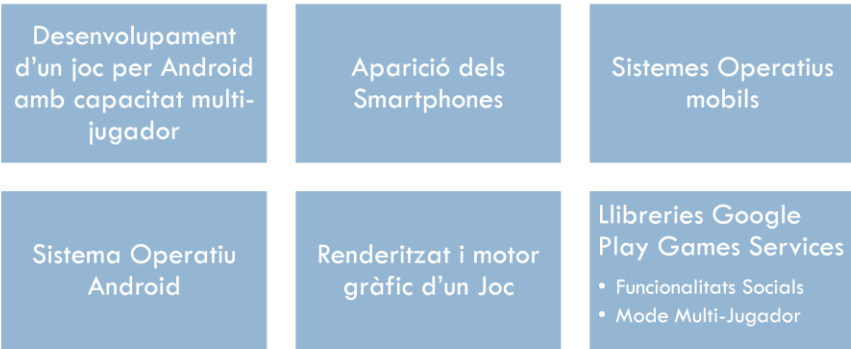 Desenvolupament
d'un joc per Android
amb capacitat multi-
jugador
Aparició dels
Smartphones
Sistemes Operatius
mobils
Sistema Operatiu
Android
Renderitzat i motor
gràfic d'un Joc
Llibreries Google
Play Games Services
• Funcionalitats Socials
• Mode Multi-Jugador